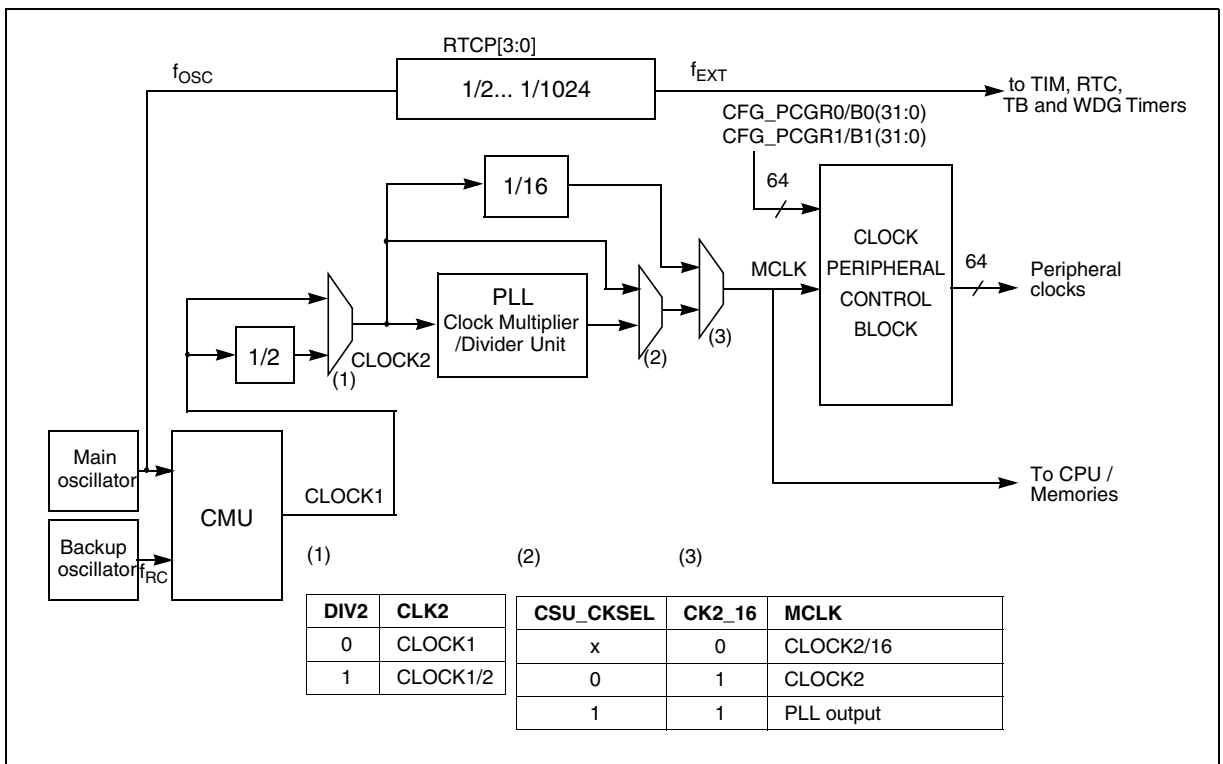 RTCP[3:0]
fOSC
1/2... 1/1024
fEXT
to TIM, RTC,
TB and WDG Timers
CFG_PCGR0/B0(31:0)
CFG_PCGR1/B1(31:0)
64
1/16
CLOCK
PERIPHERAL
CONTROL
BLOCK
MCLK
64
Peripheral
clocks
PLL
Clock Multiplier
/Divider Unit
1/2
(1)
CLOCK2
(2)
(3)
Main
oscillator
CMU
CLOCK1
To CPU /
Memories
Backup
oscillator
fRC
(1)
(2)
(3)
DIV2 CLK2
0 CLOCK1
1 CLOCK1/2
CSU_CKSEL CK2_16 MCLK
x 0 CLOCK2/16
0 1 CLOCK2
1 1 PLL output